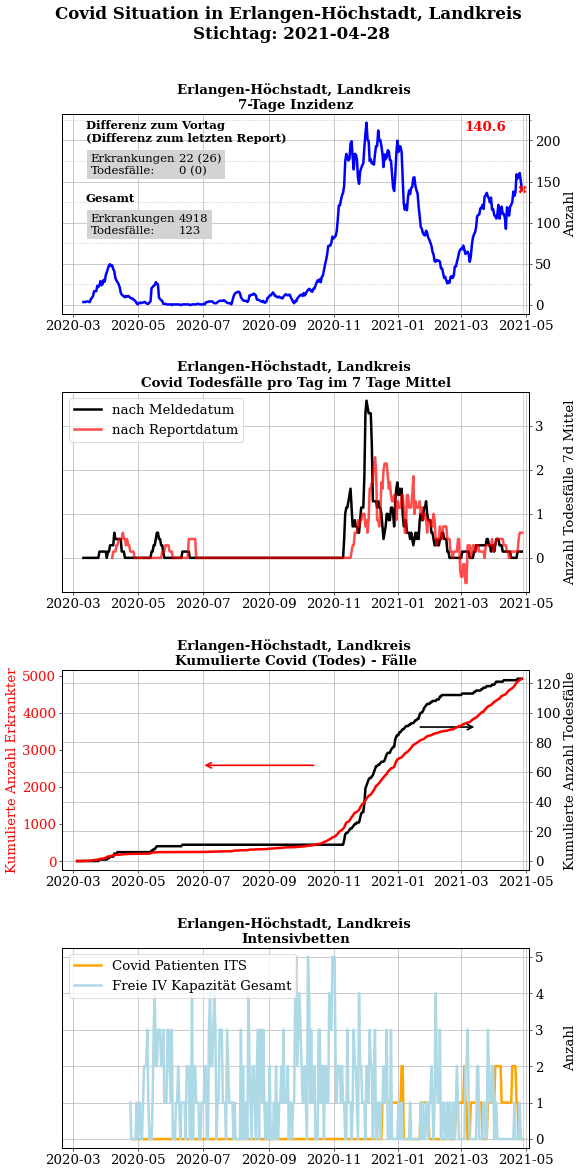 Covid Situation in Erlangen-Höchstadt, Landkreis
Stichtag: 2021-04-28
Erlangen-Höchstadt, Landkreis
7-Tage Inzidenz
Differenz zum Vortag
(Differenz zum letzten Report)
Erkrankungen 22 (26)
Todesfälle: 0 (0)
Gesamt
Erkrankungen 4918
Todesfälle: 123
140.6
200
150
100
50
0
Anzahl
2020-03 2020-05 2020-07 2020-09 2020-11 2021-01 2021-03 2021-05
Erlangen-Höchstadt, Landkreis
Covid Todesfälle pro Tag im 7 Tage Mittel
nach Meldedatum
nach Reportdatum
3
2
1
0
Anzahl Todesfälle 7d Mittel
2020-03 2020-05 2020-07 2020-09 2020-11 2021-01 2021-03 2021-05
Erlangen-Höchstadt, Landkreis
Kumulierte Covid (Todes) - Fälle
Kumulierte Anzahl Erkrankter
5000
4000
3000
2000
1000
0
120
100
80
60
40
20
0
Kumulierte Anzahl Todesfälle
2020-03 2020-05 2020-07 2020-09 2020-11 2021-01 2021-03 2021-05
Erlangen-Höchstadt, Landkreis
Intensivbetten
Covid Patienten ITS
Freie IV Kapazität Gesamt
5
4
3
2
1
0
Anzahl
2020-03 2020-05 2020-07 2020-09 2020-11 2021-01 2021-03 2021-05